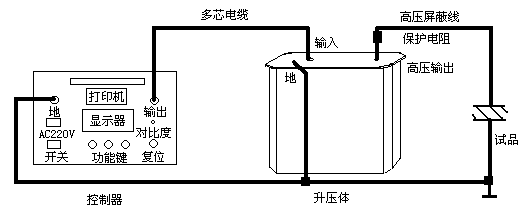 多芯电缆
高压屏蔽线
输入
保护电阻
高压输出
地
打印机
地
输出
显示器
AC220V
对比度
试品
开关
功能键
复位
控制器
升压体